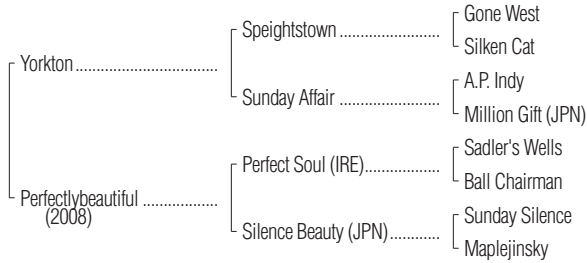 Gone West
Speightstown
Silken Cat
Yorkton
A.P. Indy
Sunday Affair
Million Gift (JPN)
Sadler's Wells
Perfect Soul (IRE)
Ball Chairman
Perfectlybeautiful
(2008)
Sunday Silence
Silence Beauty (JPN)
Maplejinsky